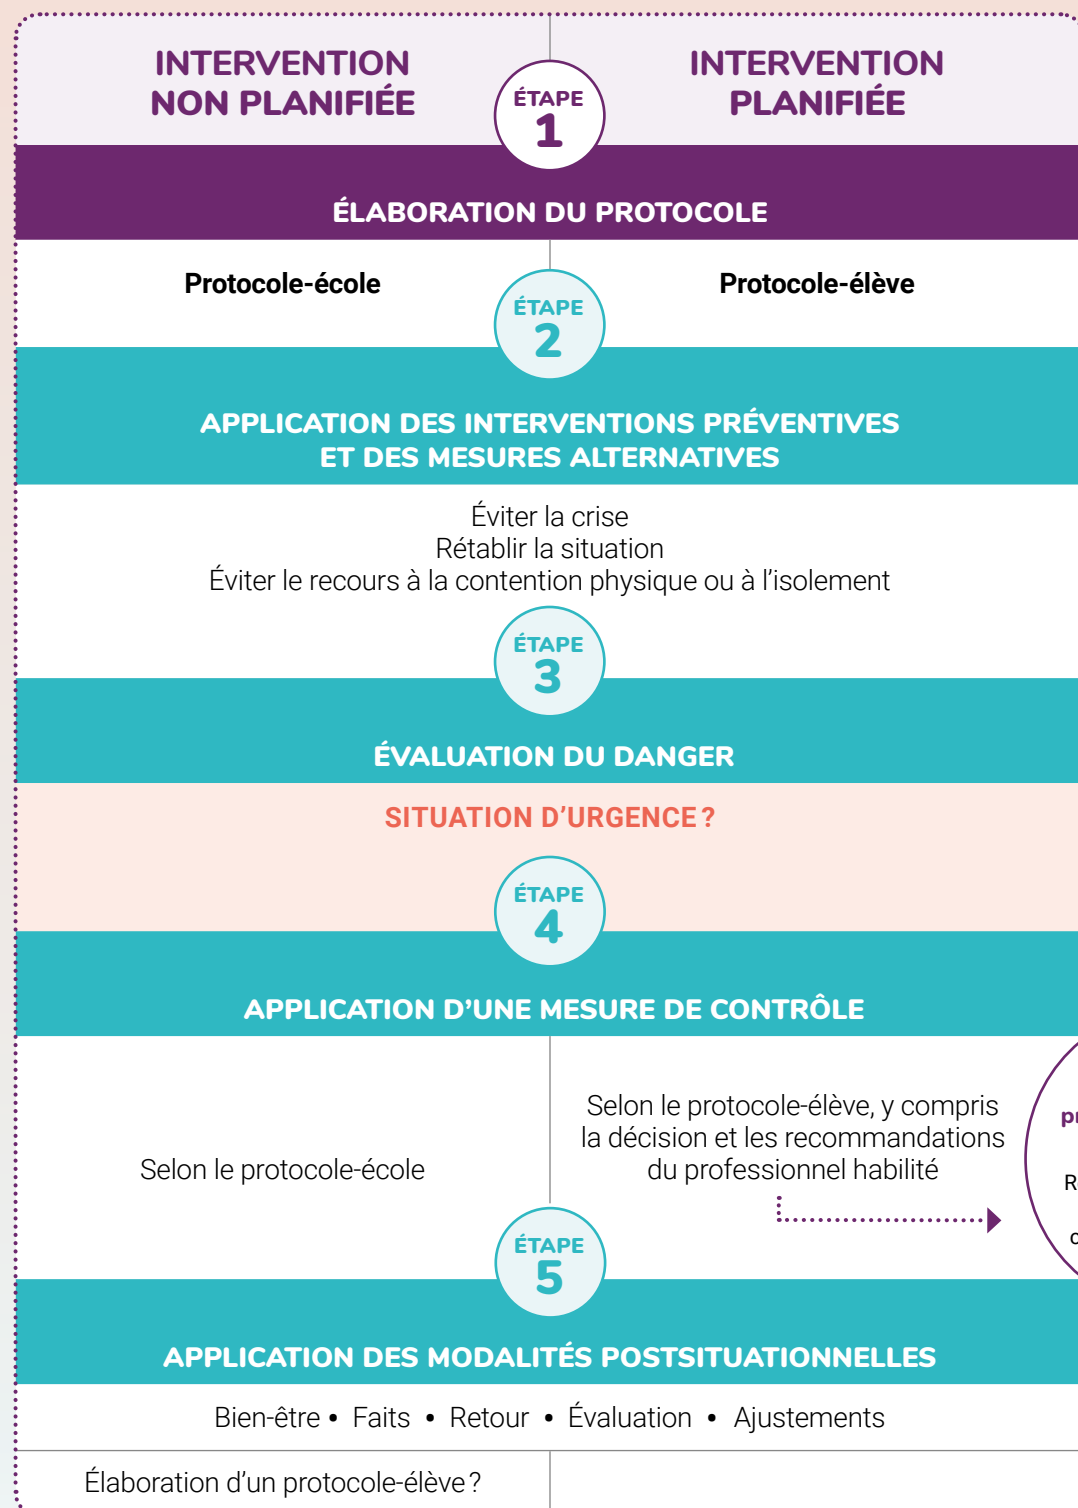 INTERVENTION
NON PLANIFIÉE
INTERVENTION
PLANIFIÉE
ÉTAPE
1
ÉLABORATION DU PROTOCOLE
Protocole-école
Protocole-élève
ÉTAPE
2
APPLICATION DES INTERVENTIONS PRÉVENTIVES
ET DES MESURES ALTERNATIVES
Éviter la crise
Rétablir la situation
Éviter le recours à la contention physique ou à l’isolement
ÉTAPE
3
ÉVALUATION DU DANGER
SITUATION D’URGENCE ?
ÉTAPE
4
APPLICATION D’UNE MESURE DE CONTRÔLE
Selon le protocole-école
Selon le protocole-élève, y compris
la décision et les recommandations
du professionnel habilité
ÉTAPE
5
APPLICATION DES MODALITÉS POSTSITUATIONNELLES
Bien-être • Faits • Retour • Évaluation • Ajustements
Élaboration d’un protocole-élève ?